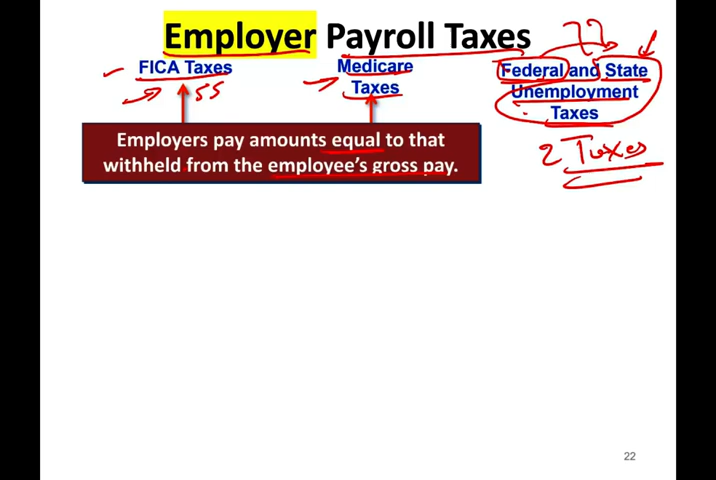 Employer Payroll Taxes
FICA Taxes
SS
Medicare
Taxes
Federal and State
Unemployment
Taxes
2 Taxes
Employers pay amounts equal to that
withheld from the employee's gross pay.
22